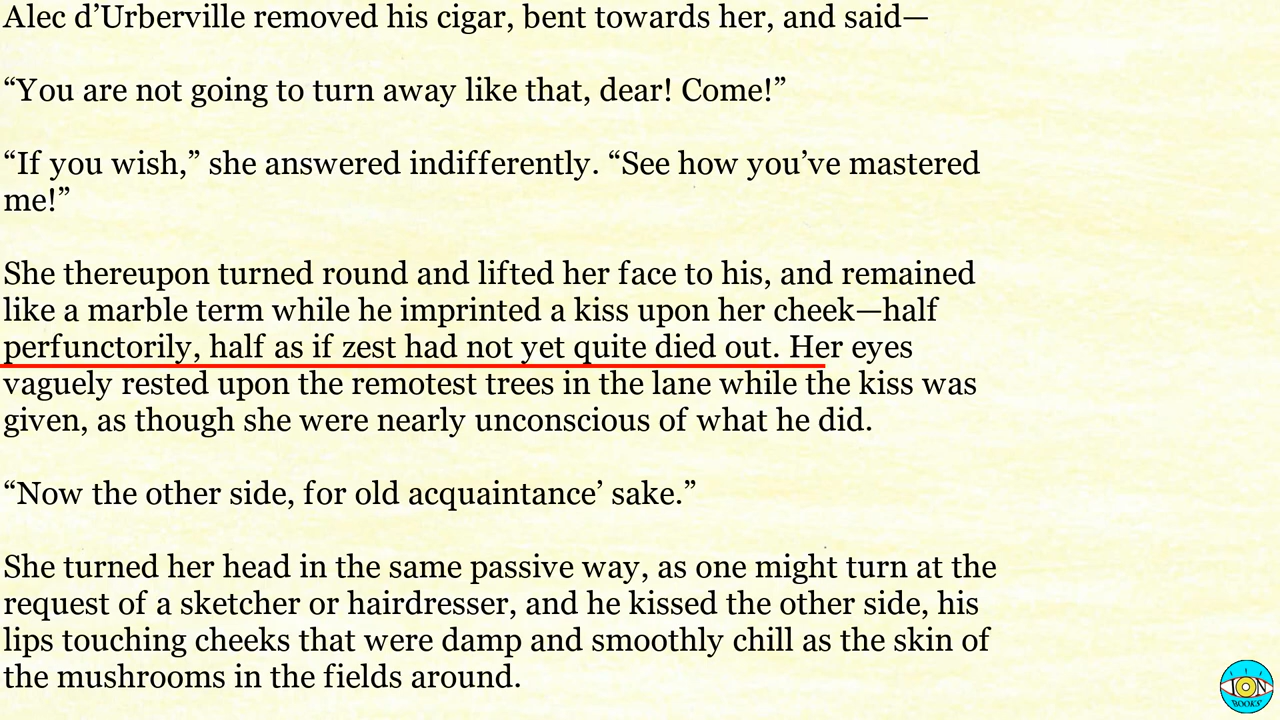 Alec d’Urberville removed his cigar, bent towards her, and said—
“You are not going to turn away like that, dear! Come!”
“If you wish,” she answered indifferently. “See how you’ve mastered
me!”
She thereupon turned round and lifted her face to his, and remained
like a marble term while he imprinted a kiss upon her cheek—half
perfunctorily, half as if zest had not yet quite died out. Her eyes
vaguely rested upon the remotest trees in the lane while the kiss was
given, as though she were nearly unconscious of what he did.
“Now the other side, for old acquaintance’ sake.”
She turned her head in the same passive way, as one might turn at the
request of a sketcher or hairdresser, and he kissed the other side, his
lips touching cheeks that were damp and smoothly chill as the skin of
the mushrooms in the fields around.
ION
BOOKS